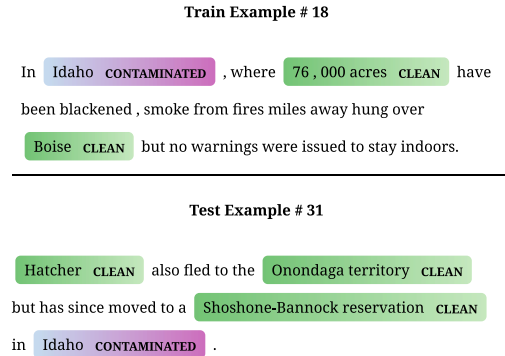 Train Example # 18
In Idaho CONTAMINATED , where 76 , 000 acres CLEAN have
been blackened , smoke from fires miles away hung over
Boise CLEAN but no warnings were issued to stay indoors.
Test Example # 31
Hatcher CLEAN also fled to the Onondaga territory CLEAN
but has since moved to a Shoshone-Bannock reservation CLEAN
in Idaho CONTAMINATED .